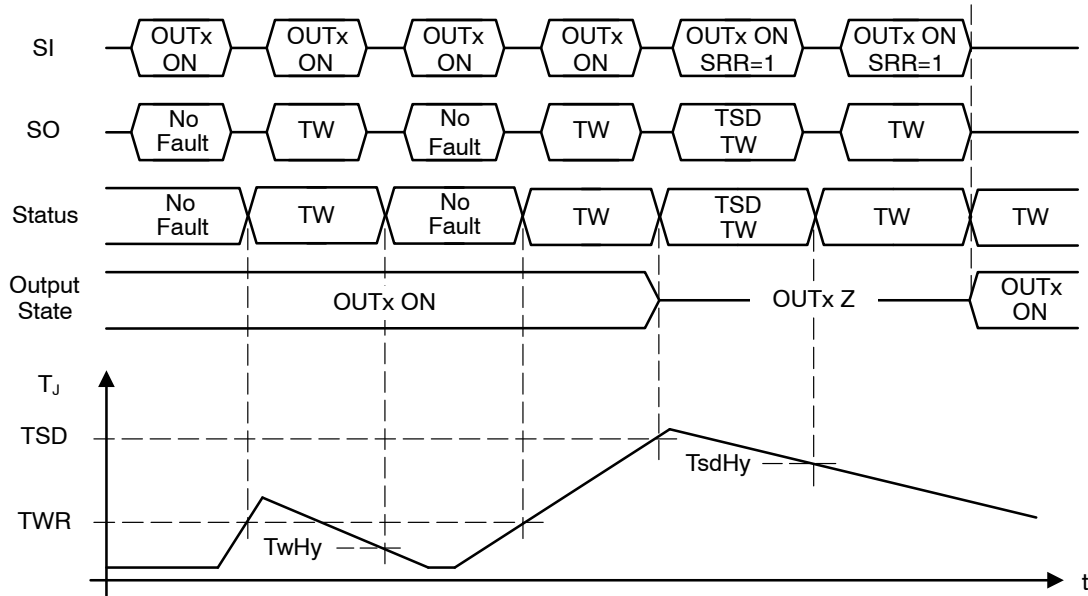 SI
OUTx
ON
OUTx
ON
OUTx
ON
OUTx
ON
OUTx ON
SRR=1
OUTx ON
SRR=1
SO
No
Fault
TW
No
Fault
TW
TSD
TW
TW
Status
No
Fault
TW
No
Fault
TW
TSD
TW
TW
TW
Output
State
OUTx ON
OUTx Z
OUTx
ON
TJ
TSD
TsdHy
TWR
TwHy
t